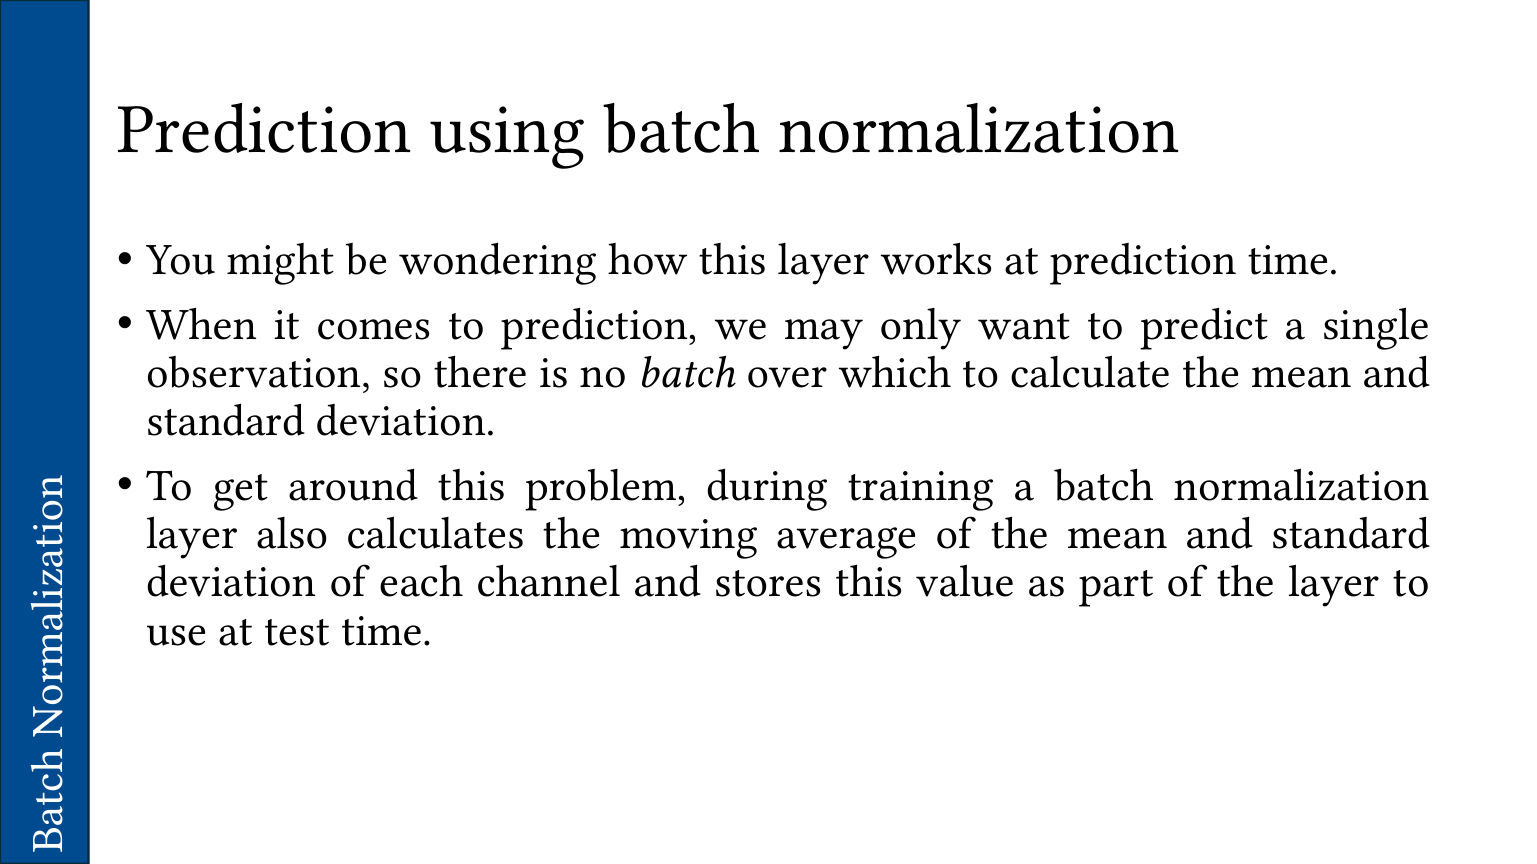 Prediction using batch normalization
• You might be wondering how this layer works at prediction time.
• When it comes to prediction, we may only want to predict a single
observation, so there is no batch over which to calculate the mean and
standard deviation.
• To get around this problem, during training a batch normalization
layer also calculates the moving average of the mean and standard
deviation of each channel and stores this value as part of the layer to
use at test time.
Batch Normalization